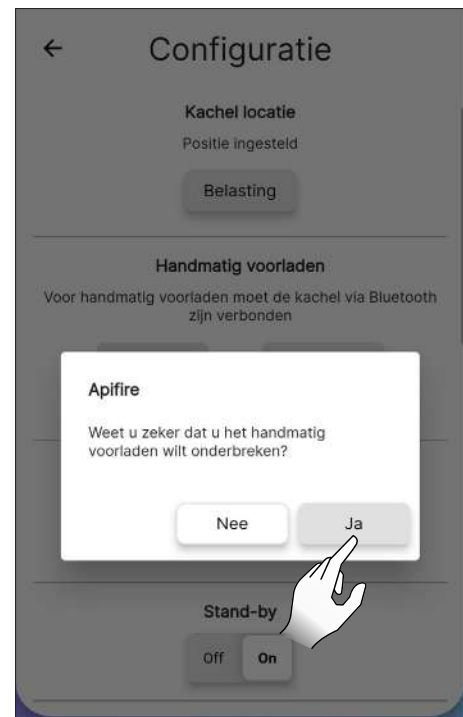 Configuratie
Kachel locatie
Positie ingesteld
Belasting
Handmatig voorladen
Voor handmatig voorladen moet de kachel via Bluetooth
zijn verbonden
Apifire
Weet u zeker dat u het handmatig
voorladen wilt onderbreken?
Nee Ja
Stand-by
Off On